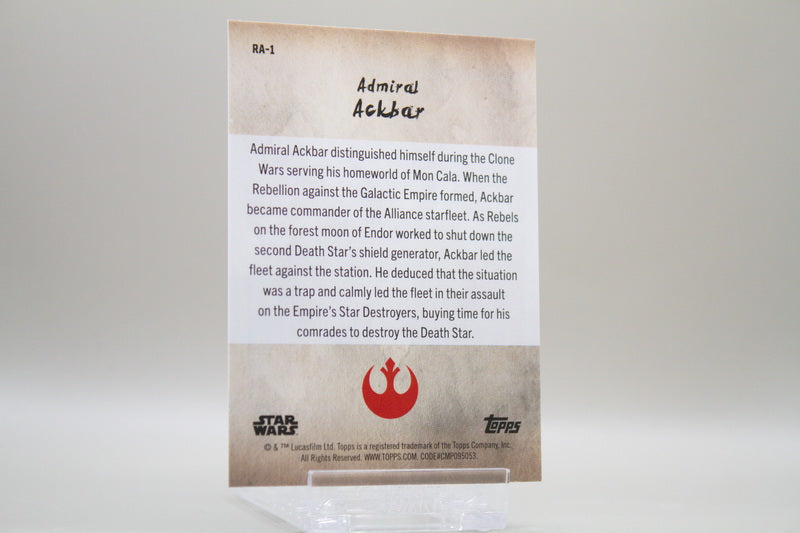 RA-1
Admiral
Ackbar
Admiral Ackbar distinguished himself during the Clone
Wars serving his homeworld of Mon Cala. When the
Rebellion against the Galactic Empire formed, Ackbar
became commander of the Alliance starfleet. As Rebels
on the forest moon of Endor worked to shut down the
second Death Star's shield generator, Ackbar led the
fleet against the station. He deduced that the situation
was a trap and calmly led the fleet in their assault
on the Empire's Star Destroyers, buying time for his
comrades to destroy the Death Star.
STAR
WARS
Topps
© & ™ Lucasfilm Ltd. Topps is a registered trademark of the Topps Company, Inc.
All Rights Reserved. WWW.TOPPS.COM. CODE#CMP095053.